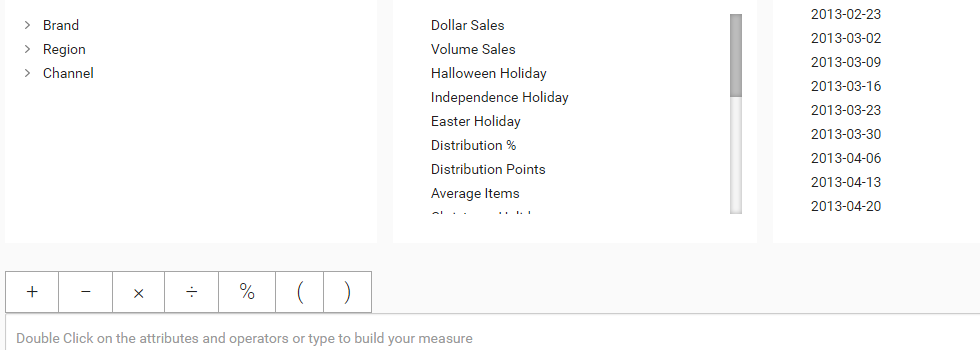 Brand
Region
Channel
Dollar Sales
Volume Sales
Halloween Holiday
Independence Holiday
Easter Holiday
Distribution %
Distribution Points
Average Items
2013-02-23
2013-03-02
2013-03-09
2013-03-16
2013-03-23
2013-03-30
2013-04-06
2013-04-13
2013-04-20
+ − × ÷ % ( )
Double Click on the attributes and operators or type to build your measure